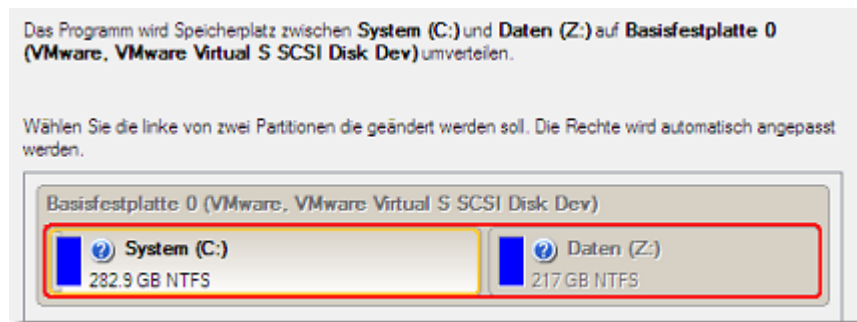 Das Programm wird Speicherplatz zwischen System (C:) und Daten (Z:) auf Basisfestplatte 0
(VMware, VMware Virtual S SCSI Disk Dev) umverteilen.
Wählen Sie die linke von zwei Partitionen die geändert werden soll. Die Rechte wird automatisch angepasst
werden.
Basisfestplatte 0 (VMware, VMware Virtual S SCSI Disk Dev)
System (C:)
282.9 GB NTFS
Daten (Z:)
217 GB NTFS